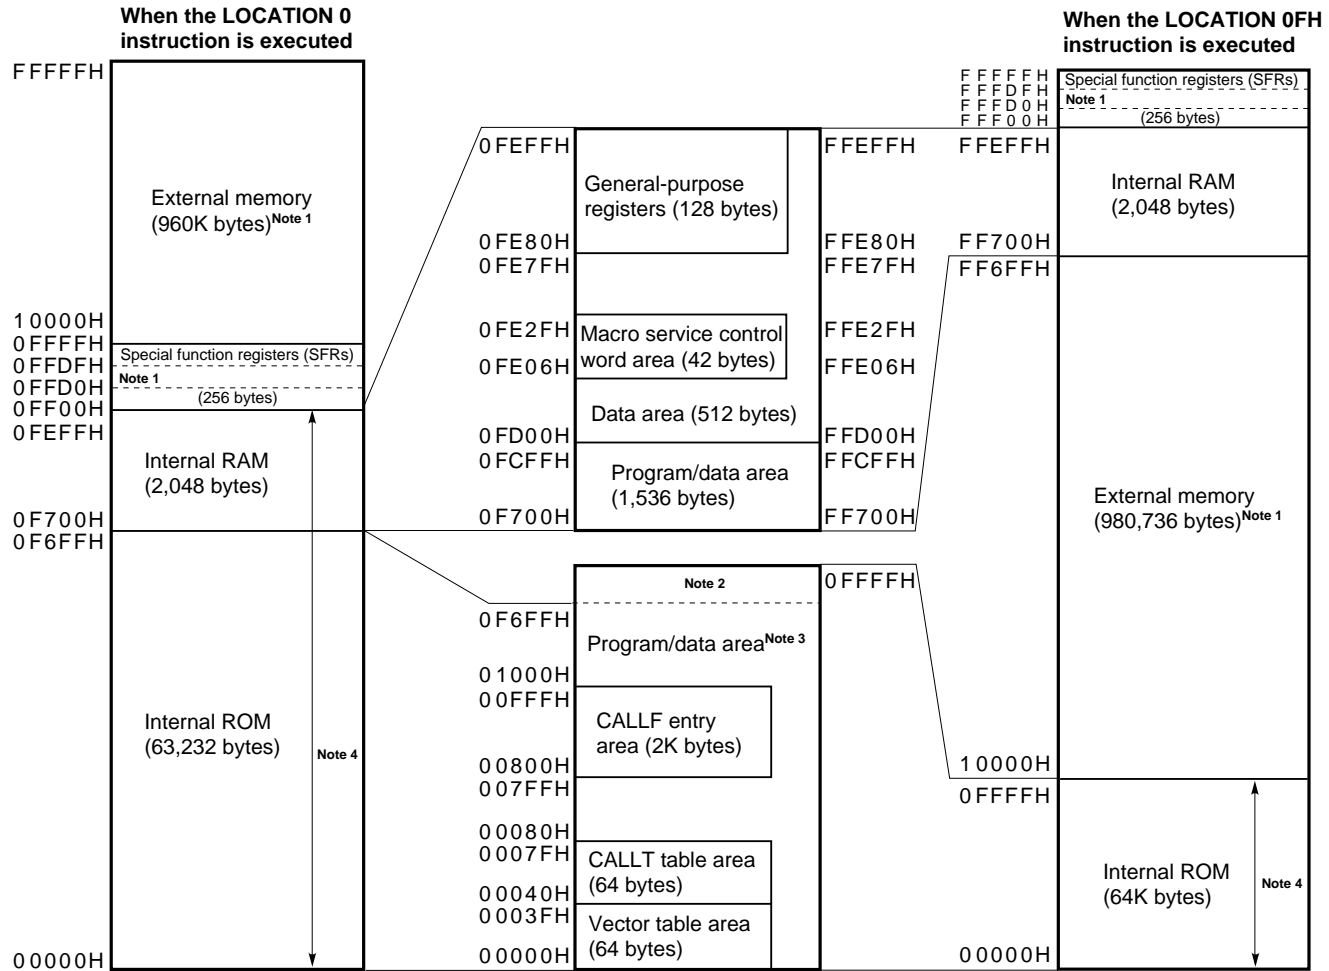 When the LOCATION 0
instruction is executed
FFFFFH
External memory
(960K bytes)Note 1
10000H
0FFFFH
Special function registers (SFRs)
0FFDFH
Note 1
0FFD0H
(256 bytes)
0FF00H
0FEFFH
Internal RAM
(2,048 bytes)
0F700H
0F6FFH
Internal ROM
(63,232 bytes)
Note 4
00000H
0FEFFH
General-purpose
registers (128 bytes)
0FE80H
0FE7FH
0FE2FH
Macro service control
word area (42 bytes)
0FE06H
Data area (512 bytes)
0FD00H
0FCFFH
Program/data area
(1,536 bytes)
0F700H
FFEFFH
FFE80H
FFE7FH
FFE2FH
FFE06H
FFD00H
FFCFFH
FF700H
Note 2
0FFFFH
0F6FFH
Program/data areaNote 3
01000H
00FFFH
CALLF entry
area (2K bytes)
00800H
007FFH
00080H
0007FH
CALLT table area
(64 bytes)
00040H
0003FH
Vector table area
(64 bytes)
00000H
When the LOCATION 0FH
instruction is executed
FFFFFH
Special function registers (SFRs)
FFFDFH
Note 1
FFFD0H
(256 bytes)
FFF00H
FFEFFH
Internal RAM
(2,048 bytes)
FF700H
FF6FFH
External memory
(980,736 bytes)Note 1
10000H
0FFFFH
Internal ROM
(64K bytes)
Note 4
00000H